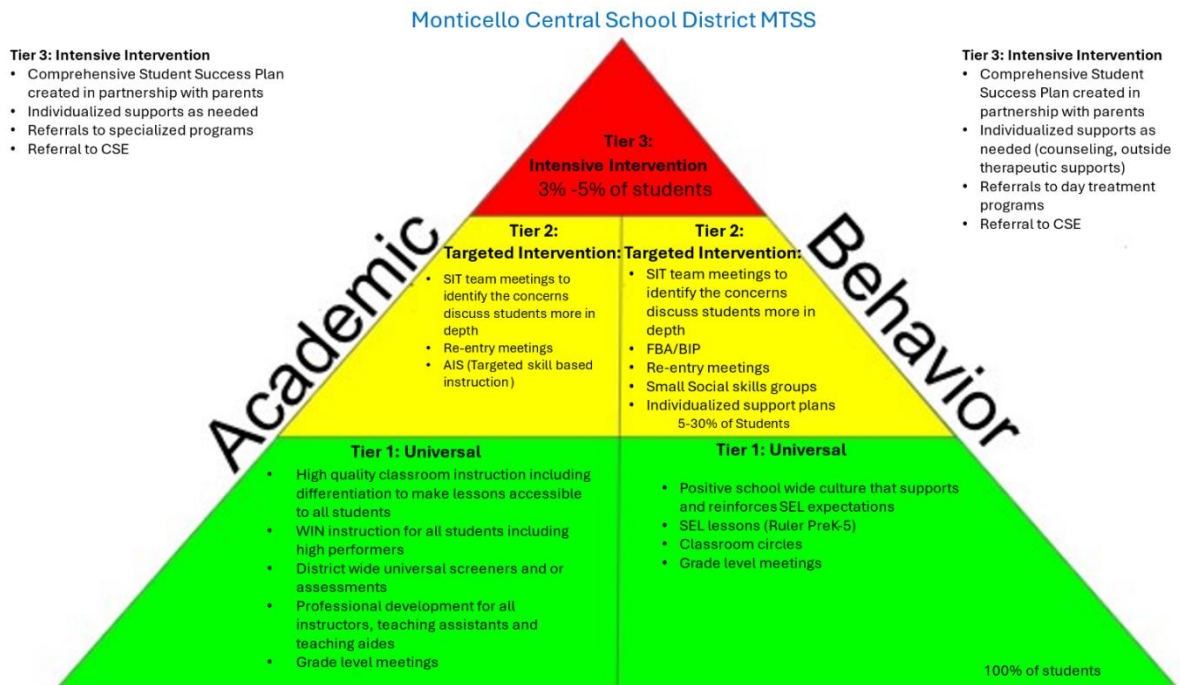 Monticello Central School District MTSS
Tier 3: Intensive Intervention
• Comprehensive Student Success Plan
created in partnership with parents
• Individualized supports as needed
• Referrals to specialized programs
• Referral to CSE
Tier 3: Intensive Intervention
• Comprehensive Student
Success Plan created in
partnership with parents
• Individualized supports as
needed (counseling, outside
therapeutic supports)
• Referrals to day treatment
programs
• Referral to CSE
Tier 3:
Intensive Intervention
3% -5% of students
Academic
Behavior
Tier 2:
Targeted Intervention:
• SIT team meetings to
identify the concerns
discuss students more in
depth
• Re-entry meetings
• AIS (Targeted skill based
instruction)
Tier 2:
Targeted Intervention:
• SIT team meetings to
identify the concerns
discuss students more in
depth
• FBA/BIP
• Re-entry meetings
• Small Social skills groups
• Individualized support plans
5-30% of Students
Tier 1: Universal
• High quality classroom instruction including
differentiation to make lessons accessible
to all students
• WIN instruction for all students including
high performers
• District wide universal screeners and or
assessments
• Professional development for all
instructors, teaching assistants and
teaching aides
• Grade level meetings
Tier 1: Universal
• Positive school wide culture that supports
and reinforces SEL expectations
• SEL lessons (Ruler PreK-5)
• Classroom circles
• Grade level meetings
100% of students